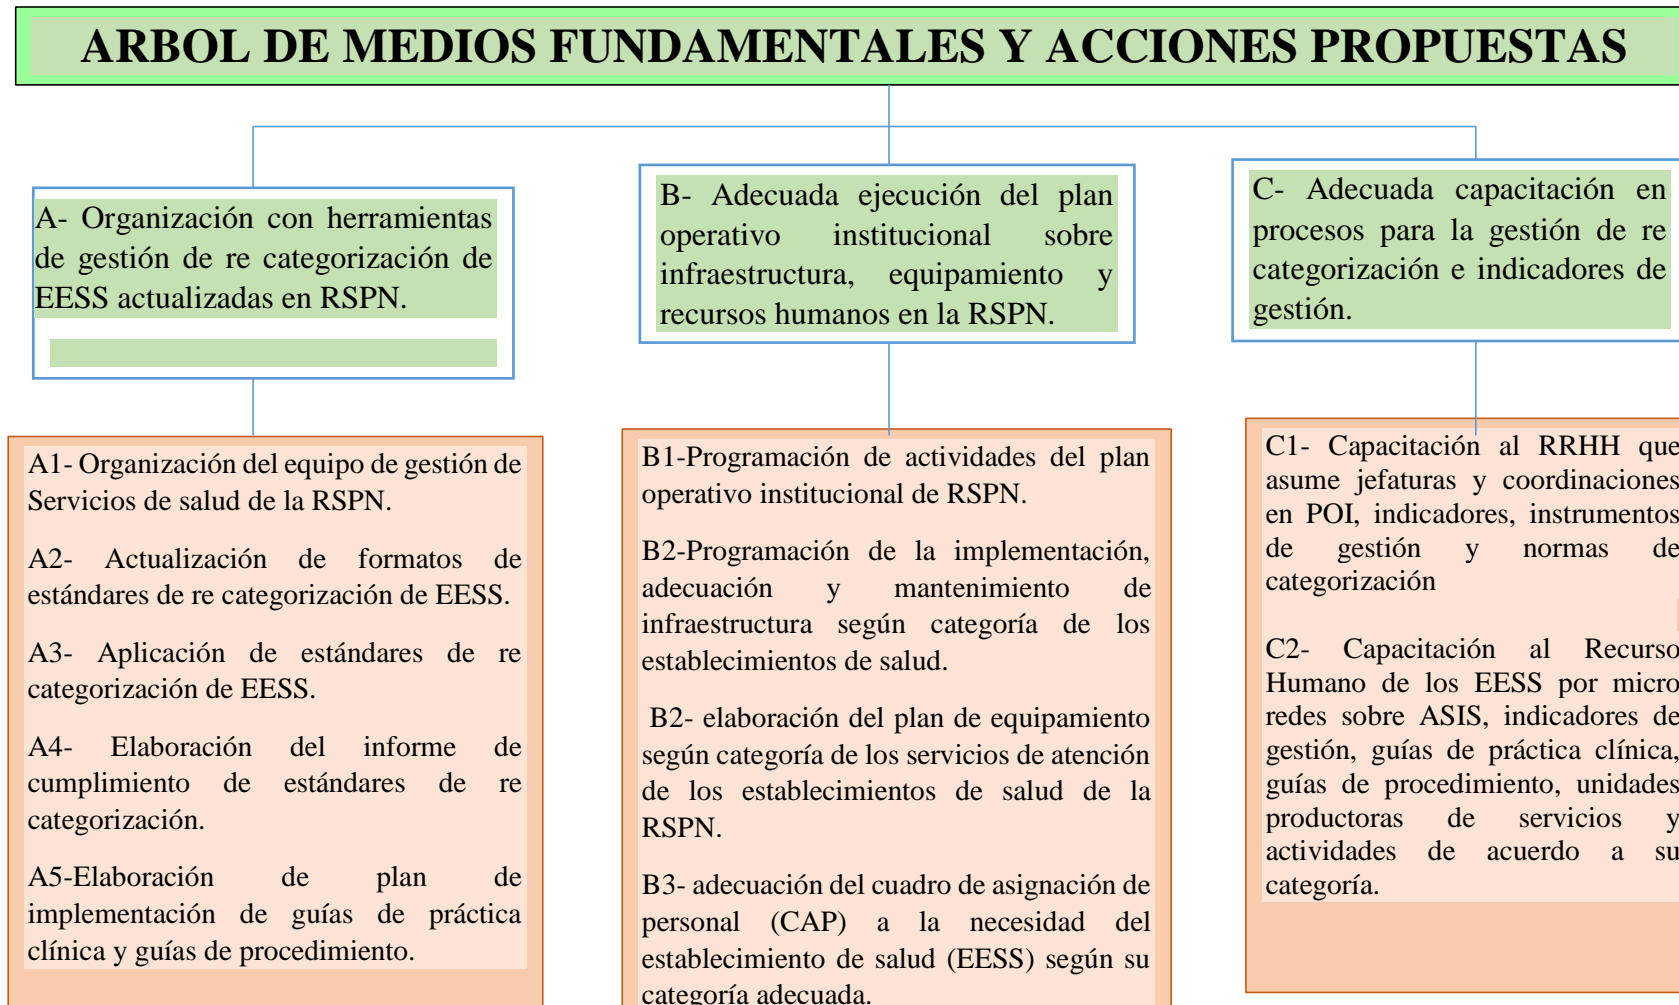 ARBOL DE MEDIOS FUNDAMENTALES Y ACCIONES PROPUESTAS
A- Organización con herramientas
de gestión de re categorización de
EESS actualizadas en RSPN.
B- Adecuada ejecución del plan
operativo institucional sobre
infraestructura, equipamiento y
recursos humanos en la RSPN.
C- Adecuada capacitación en
procesos para la gestión de re
categorización e indicadores de
gestión.
A1- Organización del equipo de gestión de
Servicios de salud de la RSPN.
A2- Actualización de formatos de
estándares de re categorización de EESS.
A3- Aplicación de estándares de re
categorización de EESS.
A4- Elaboración del informe de
cumplimiento de estándares de re
categorización.
A5-Elaboración de plan de
implementación de guías de práctica
clínica y guías de procedimiento.
B1-Programación de actividades del plan
operativo institucional de RSPN.
B2-Programación de la implementación,
adecuación y mantenimiento de
infraestructura según categoría de los
establecimientos de salud.
B2- elaboración del plan de equipamiento
según categoría de los servicios de atención
de los establecimientos de salud de la
RSPN.
B3- adecuación del cuadro de asignación de
personal (CAP) a la necesidad del
establecimiento de salud (EESS) según su
categoría adecuada.
C1- Capacitación al RRHH que
asume jefaturas y coordinaciones
en POI, indicadores, instrumentos
de gestión y normas de
categorización
C2- Capacitación al Recurso
Humano de los EESS por micro
redes sobre ASIS, indicadores de
gestión, guías de práctica clínica,
guías de procedimiento, unidades
productoras de servicios y
actividades de acuerdo a su
categoría.